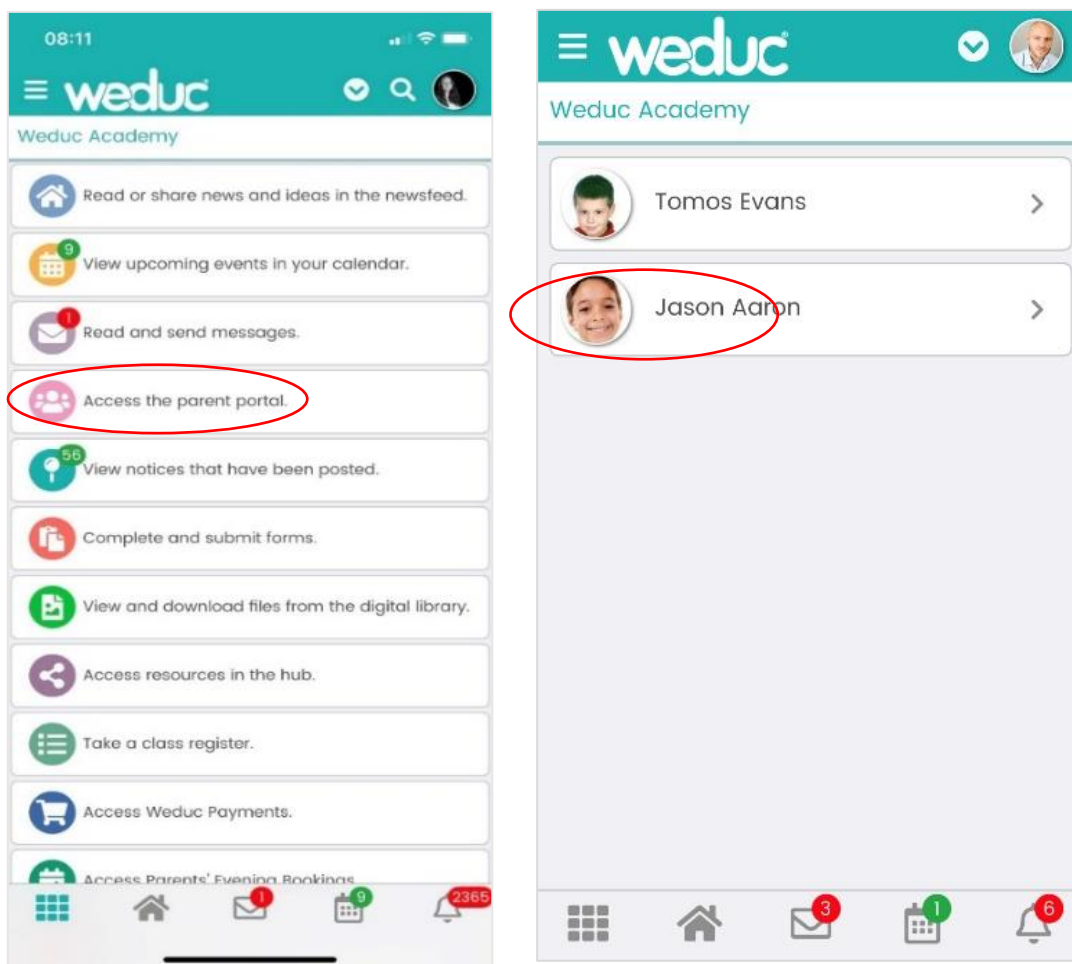 08:11
weduc
Weduc Academy
Read or share news and ideas in the newsfeed.
9
View upcoming events in your calendar.
1
Read and send messages.
Access the parent portal.
56
View notices that have been posted.
Complete and submit forms.
View and download files from the digital library.
Access resources in the hub.
Take a class register.
Access Weduc Payments.
Access Parents' Evening Bookings
1
9
2365
weduc
Weduc Academy
Tomos Evans
Jason Aaron
3
1
6